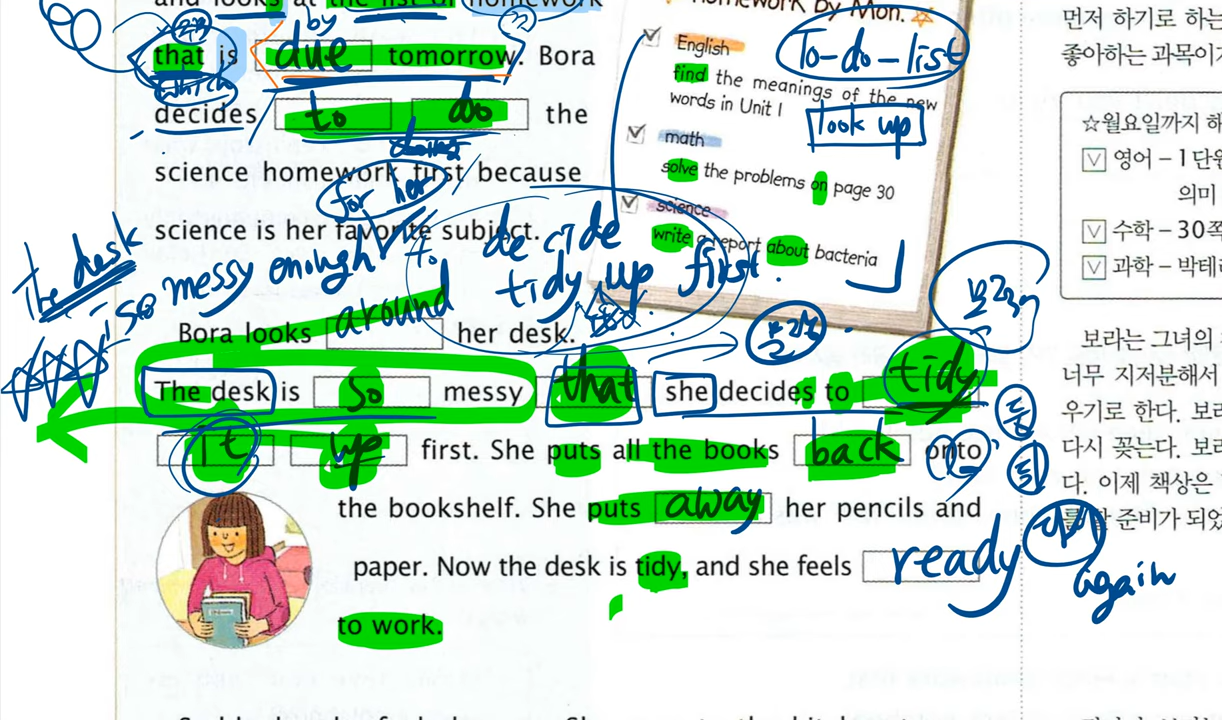 and looks at the list of homework
that is due by tomorrow. Bora
which
decides to do the
doing
science homework first because
for her
science is her favorite subject.
The desk
so messy enough to decide
tidy up first.
Bora looks around her desk.
The desk is so messy that she decides to tidy
it up first. She puts all the books back onto
the bookshelf. She puts away her pencils and
paper. Now the desk is tidy, and she feels ready
to work.
again
Homework by Mon.
To-do-list
English
find the meanings of the new
words in Unit 1
look up
math
solve the problems on page 30
science
write a report about bacteria
먼저 하기로 하는
좋아하는 과목이
☆월요일까지 해
영어 – 1단원
의미
수학 – 30쪽
과학 – 박테리
보라는 그녀의
너무 지저분해서
우기로 한다. 보라
다시 꽂는다. 보라
다. 이제 책상은
를 할 준비가 되었